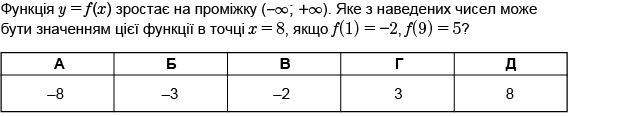 Функція y = f(x) зростає на проміжку (–∞; +∞). Яке з наведених чисел може
бути значенням цієї функції в точці x = 8, якщо f(1) = −2, f(9) = 5?
А Б В Г Д
–8 –3 –2 3 8